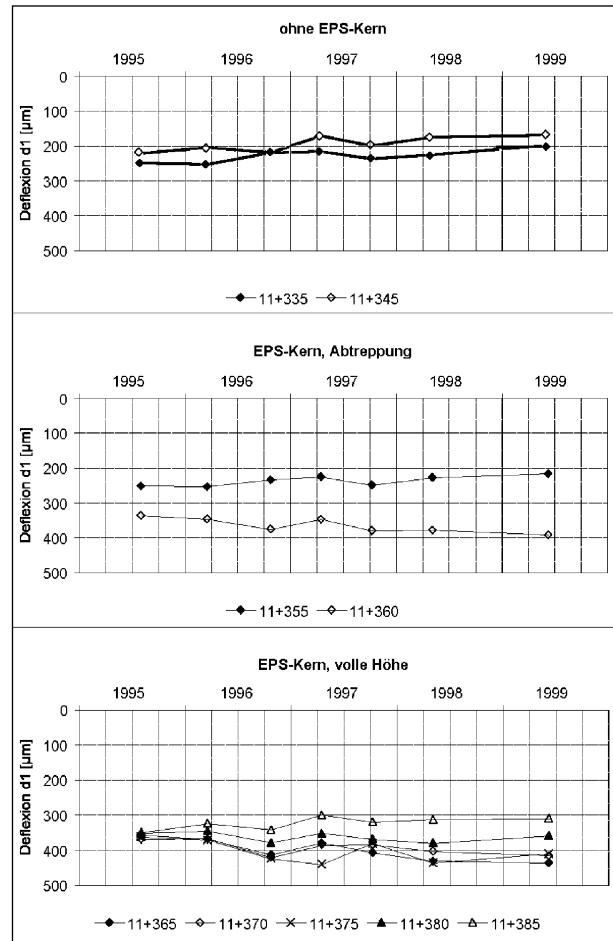 ohne EPS-Kern
1995 1996 1997 1998 1999
Deflexion d1 [µm]
0
100
200
300
400
500
11+335 11+345
EPS-Kern, Abtreppung
1995 1996 1997 1998 1999
Deflexion d1 [µm]
0
100
200
300
400
500
11+355 11+360
EPS-Kern, volle Höhe
1995 1996 1997 1998 1999
Deflexion d1 [µm]
0
100
200
300
400
500
11+365 11+370 11+375 11+380 11+385